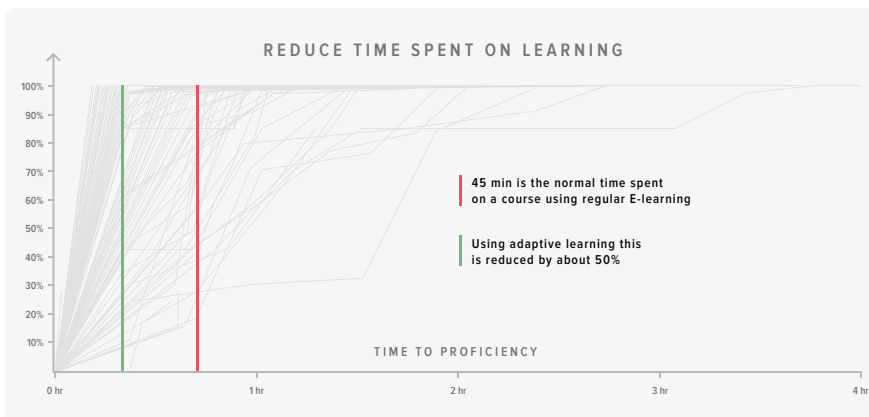 REDUCE TIME SPENT ON LEARNING
100%
90%
80%
70%
60%
50%
40%
30%
20%
10%
45 min is the normal time spent
on a course using regular E-learning
Using adaptive learning this
is reduced by about 50%
TIME TO PROFICIENCY
0 hr
1 hr
2 hr
3 hr
4 hr